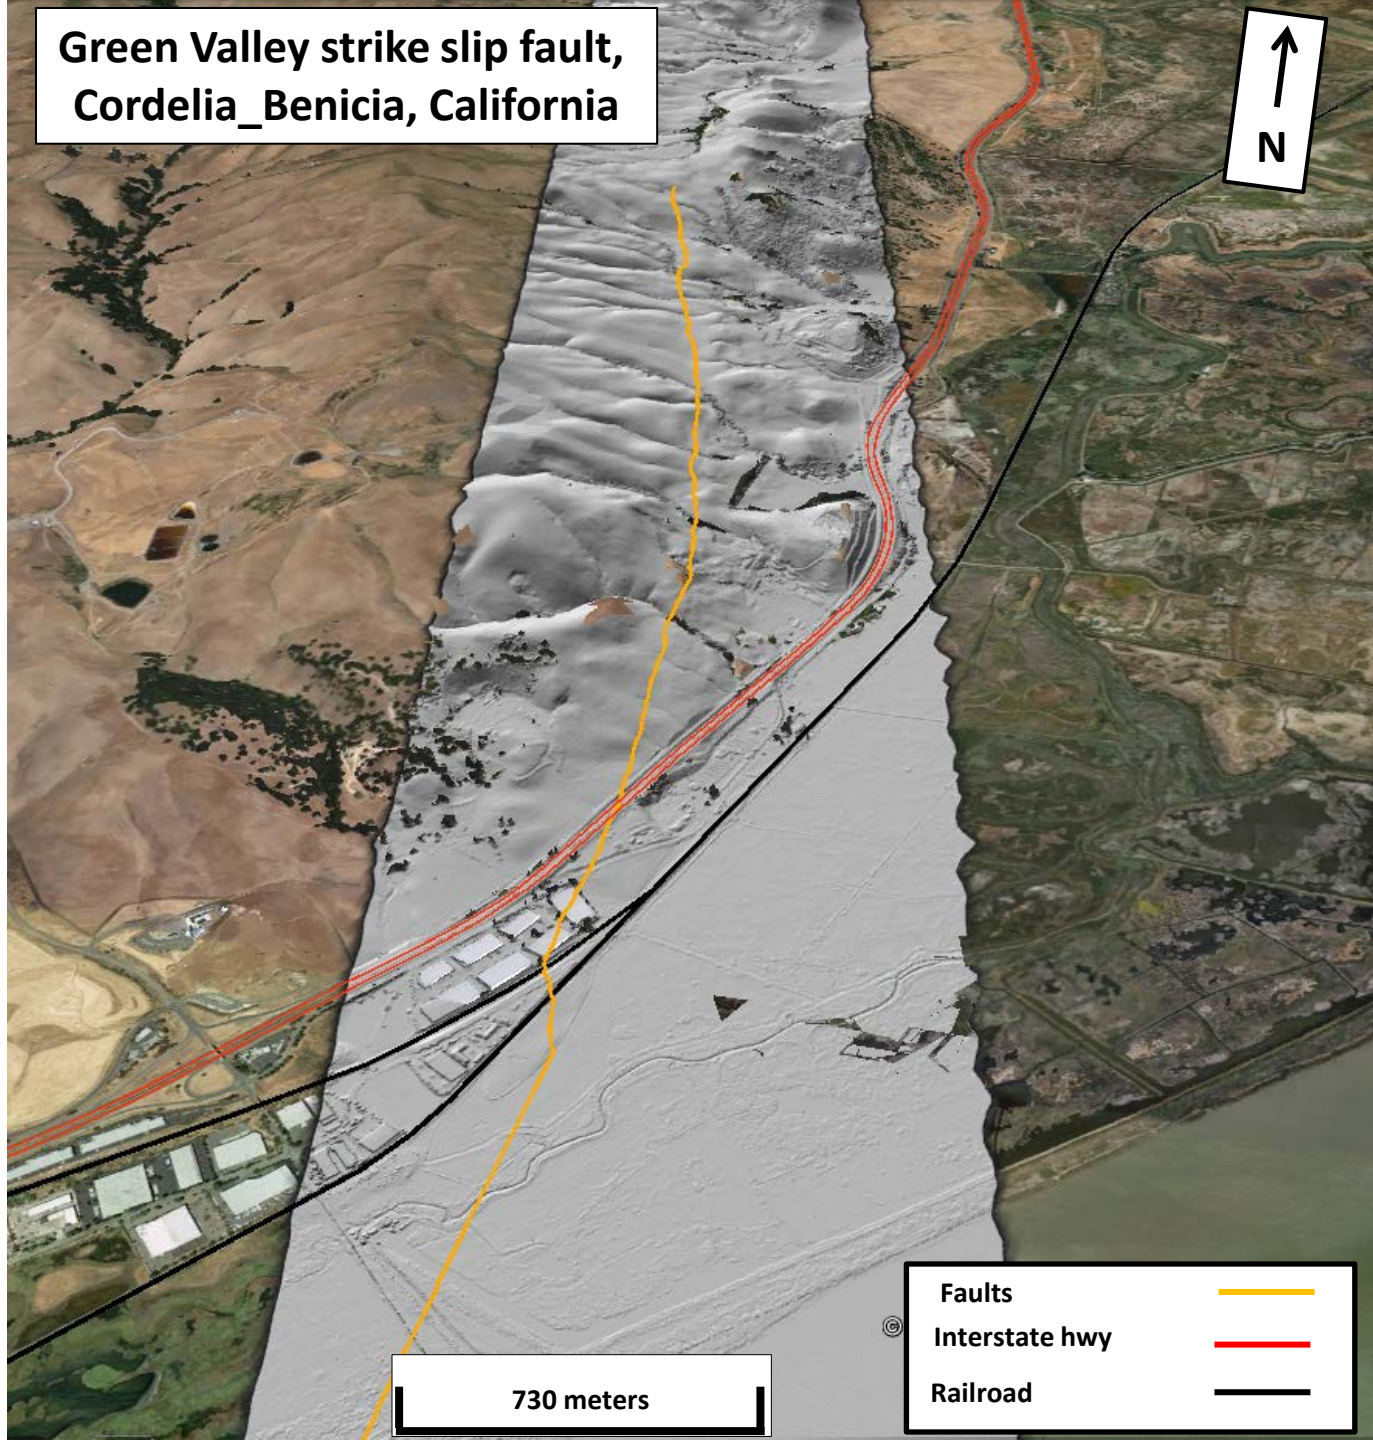 Green Valley strike slip fault,
Cordelia_Benicia, California
N
Faults
Interstate hwy
Railroad
©
730 meters